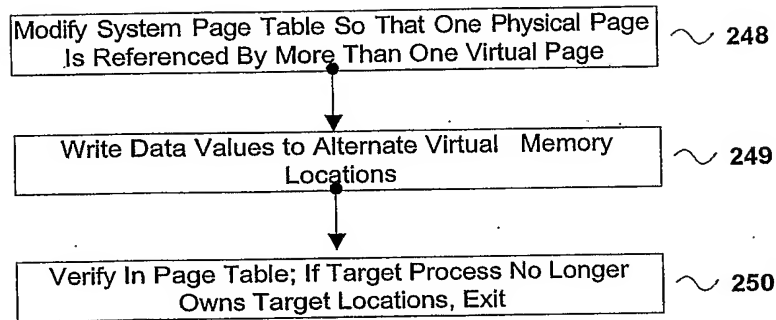 Modify System Page Table So That One Physical Page
Is Referenced By More Than One Virtual Page
248
Write Data Values to Alternate Virtual Memory
Locations
249
Verify In Page Table; If Target Process No Longer
Owns Target Locations, Exit
250